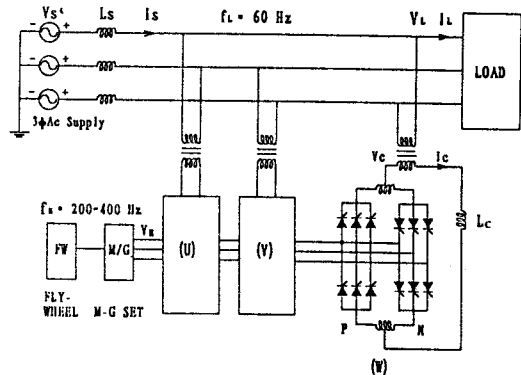 Vs' Ls Is fL = 60 Hz VL IL
- +
- +
- +
LOAD
3ϕAc Supply
Vc Ic
Lc
fR = 200-400 Hz
VR
FW M/G (U) (V)
FLY-
WHEEL M-G SET
P N
(W)